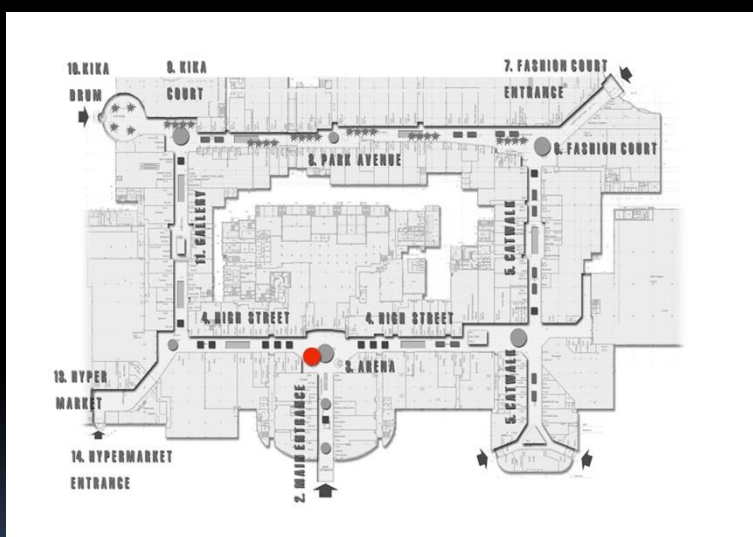 10. KIKA
DRUM
9. KIKA
COURT
7. FASHION COURT
ENTRANCE
8. PARK AVENUE
6. FASHION COURT
11. GALLERY
5. CATWALK
4. HIGH STREET
4. HIGH STREET
3. ARENA
13. HYPER
MARKET
5. CATWALK
2. MAIN ENTRANCE
14. HYPERMARKET
ENTRANCE